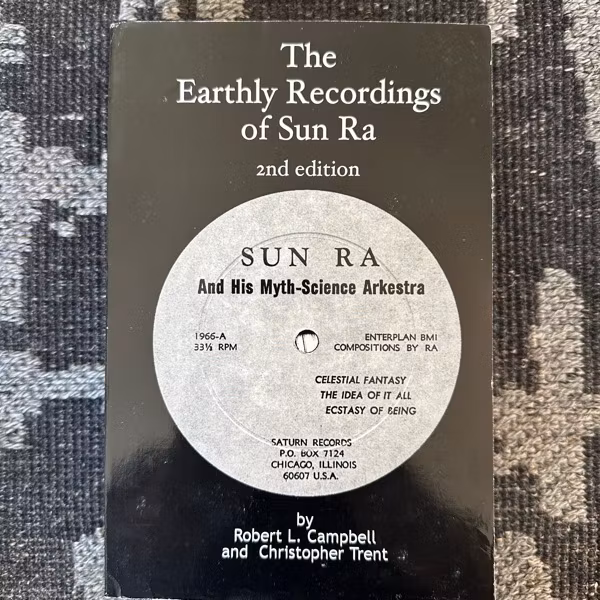 The
Earthly Recordings
of Sun Ra
2nd edition
SUN RA
And His Myth-Science Arkestra
1966-A
33⅓ RPM
ENTERPLAN BMI
COMPOSITIONS BY RA
CELESTIAL FANTASY
THE IDEA OF IT ALL
ECSTASY OF BEING
SATURN RECORDS
P.O. BOX 7124
CHICAGO, ILLINOIS
60607 U.S.A.
by
Robert L. Campbell
and Christopher Trent